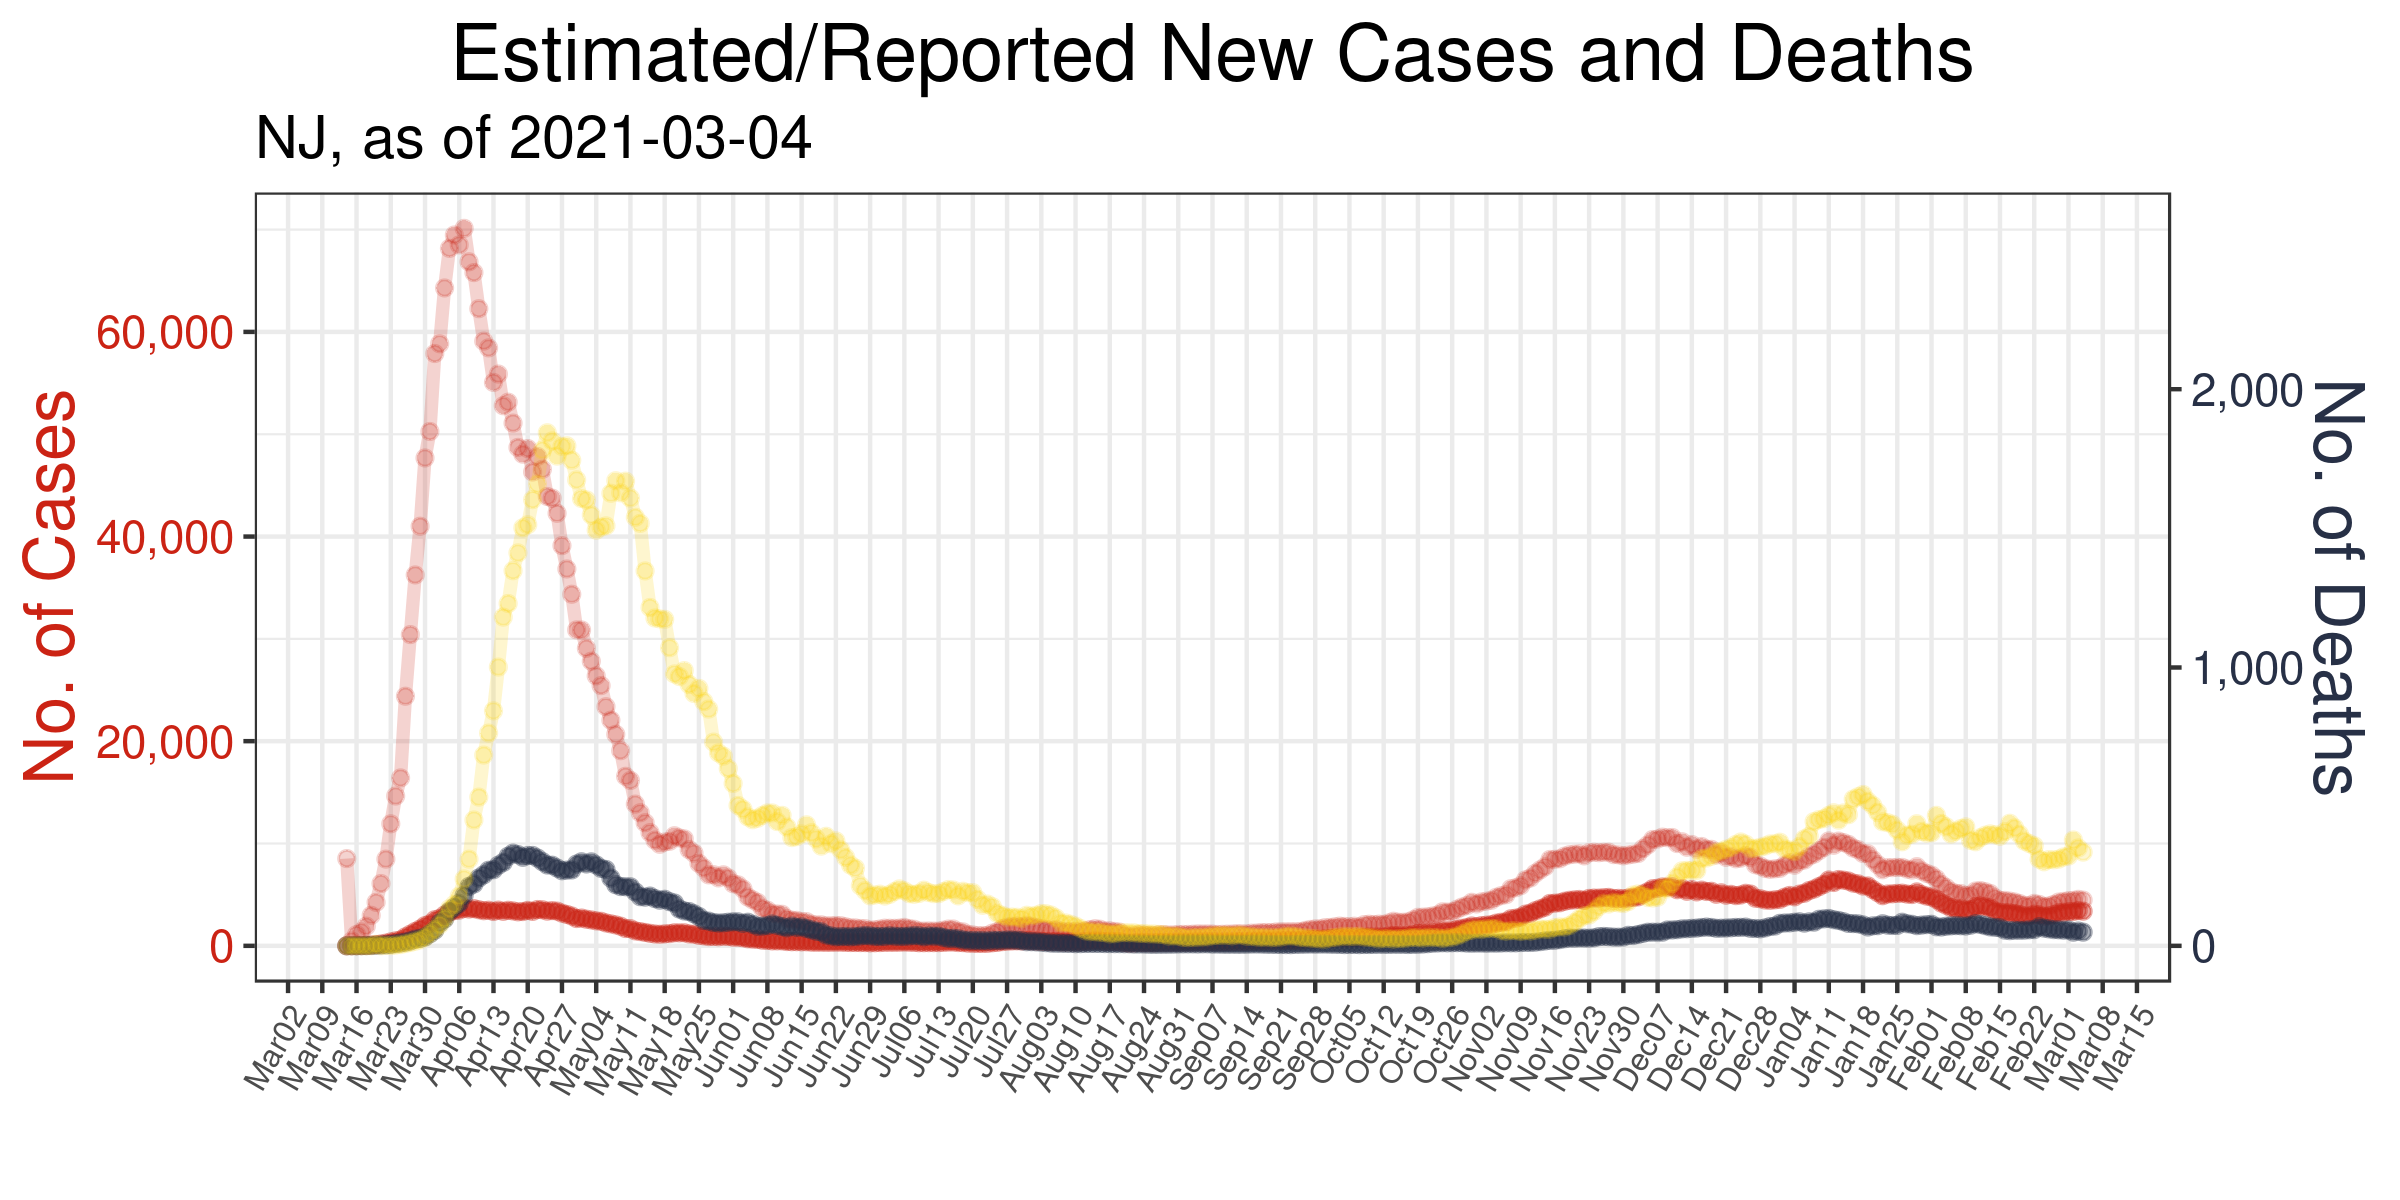 Estimated/Reported New Cases and Deaths
NJ, as of 2021-03-04
No. of Cases
60,000
40,000
20,000
0
2,000
1,000
0
No. of Deaths
Mar02
Mar09
Mar16
Mar23
Mar30
Apr06
Apr13
Apr20
Apr27
May04
May11
May18
May25
Jun01
Jun08
Jun15
Jun22
Jun29
Jul06
Jul13
Jul20
Jul27
Aug03
Aug10
Aug17
Aug24
Aug31
Sep07
Sep14
Sep21
Sep28
Oct05
Oct12
Oct19
Oct26
Nov02
Nov09
Nov16
Nov23
Nov30
Dec07
Dec14
Dec21
Dec28
Jan04
Jan11
Jan18
Jan25
Feb01
Feb08
Feb15
Feb22
Mar01
Mar08
Mar15